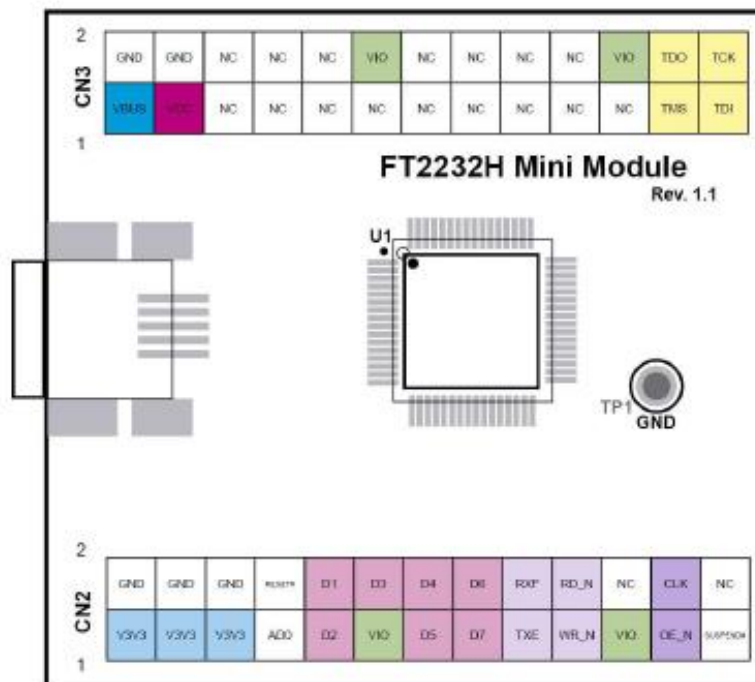 2
GND GND NC NC NC VIO NC NC NC NC VIO TDO TCK
CN3
VBUS VCC NC NC NC NC NC NC NC NC NC TMS TDI
1
FT2232H Mini Module
Rev. 1.1
U1
TP1
GND
2
GND GND GND RESET# D1 D3 D4 D6 RXF RD_N NC CLK NC
CN2
V3V3 V3V3 V3V3 AD0 D2 VIO D5 D7 TXE WR_N VIO OE_N SUSPEND#
1